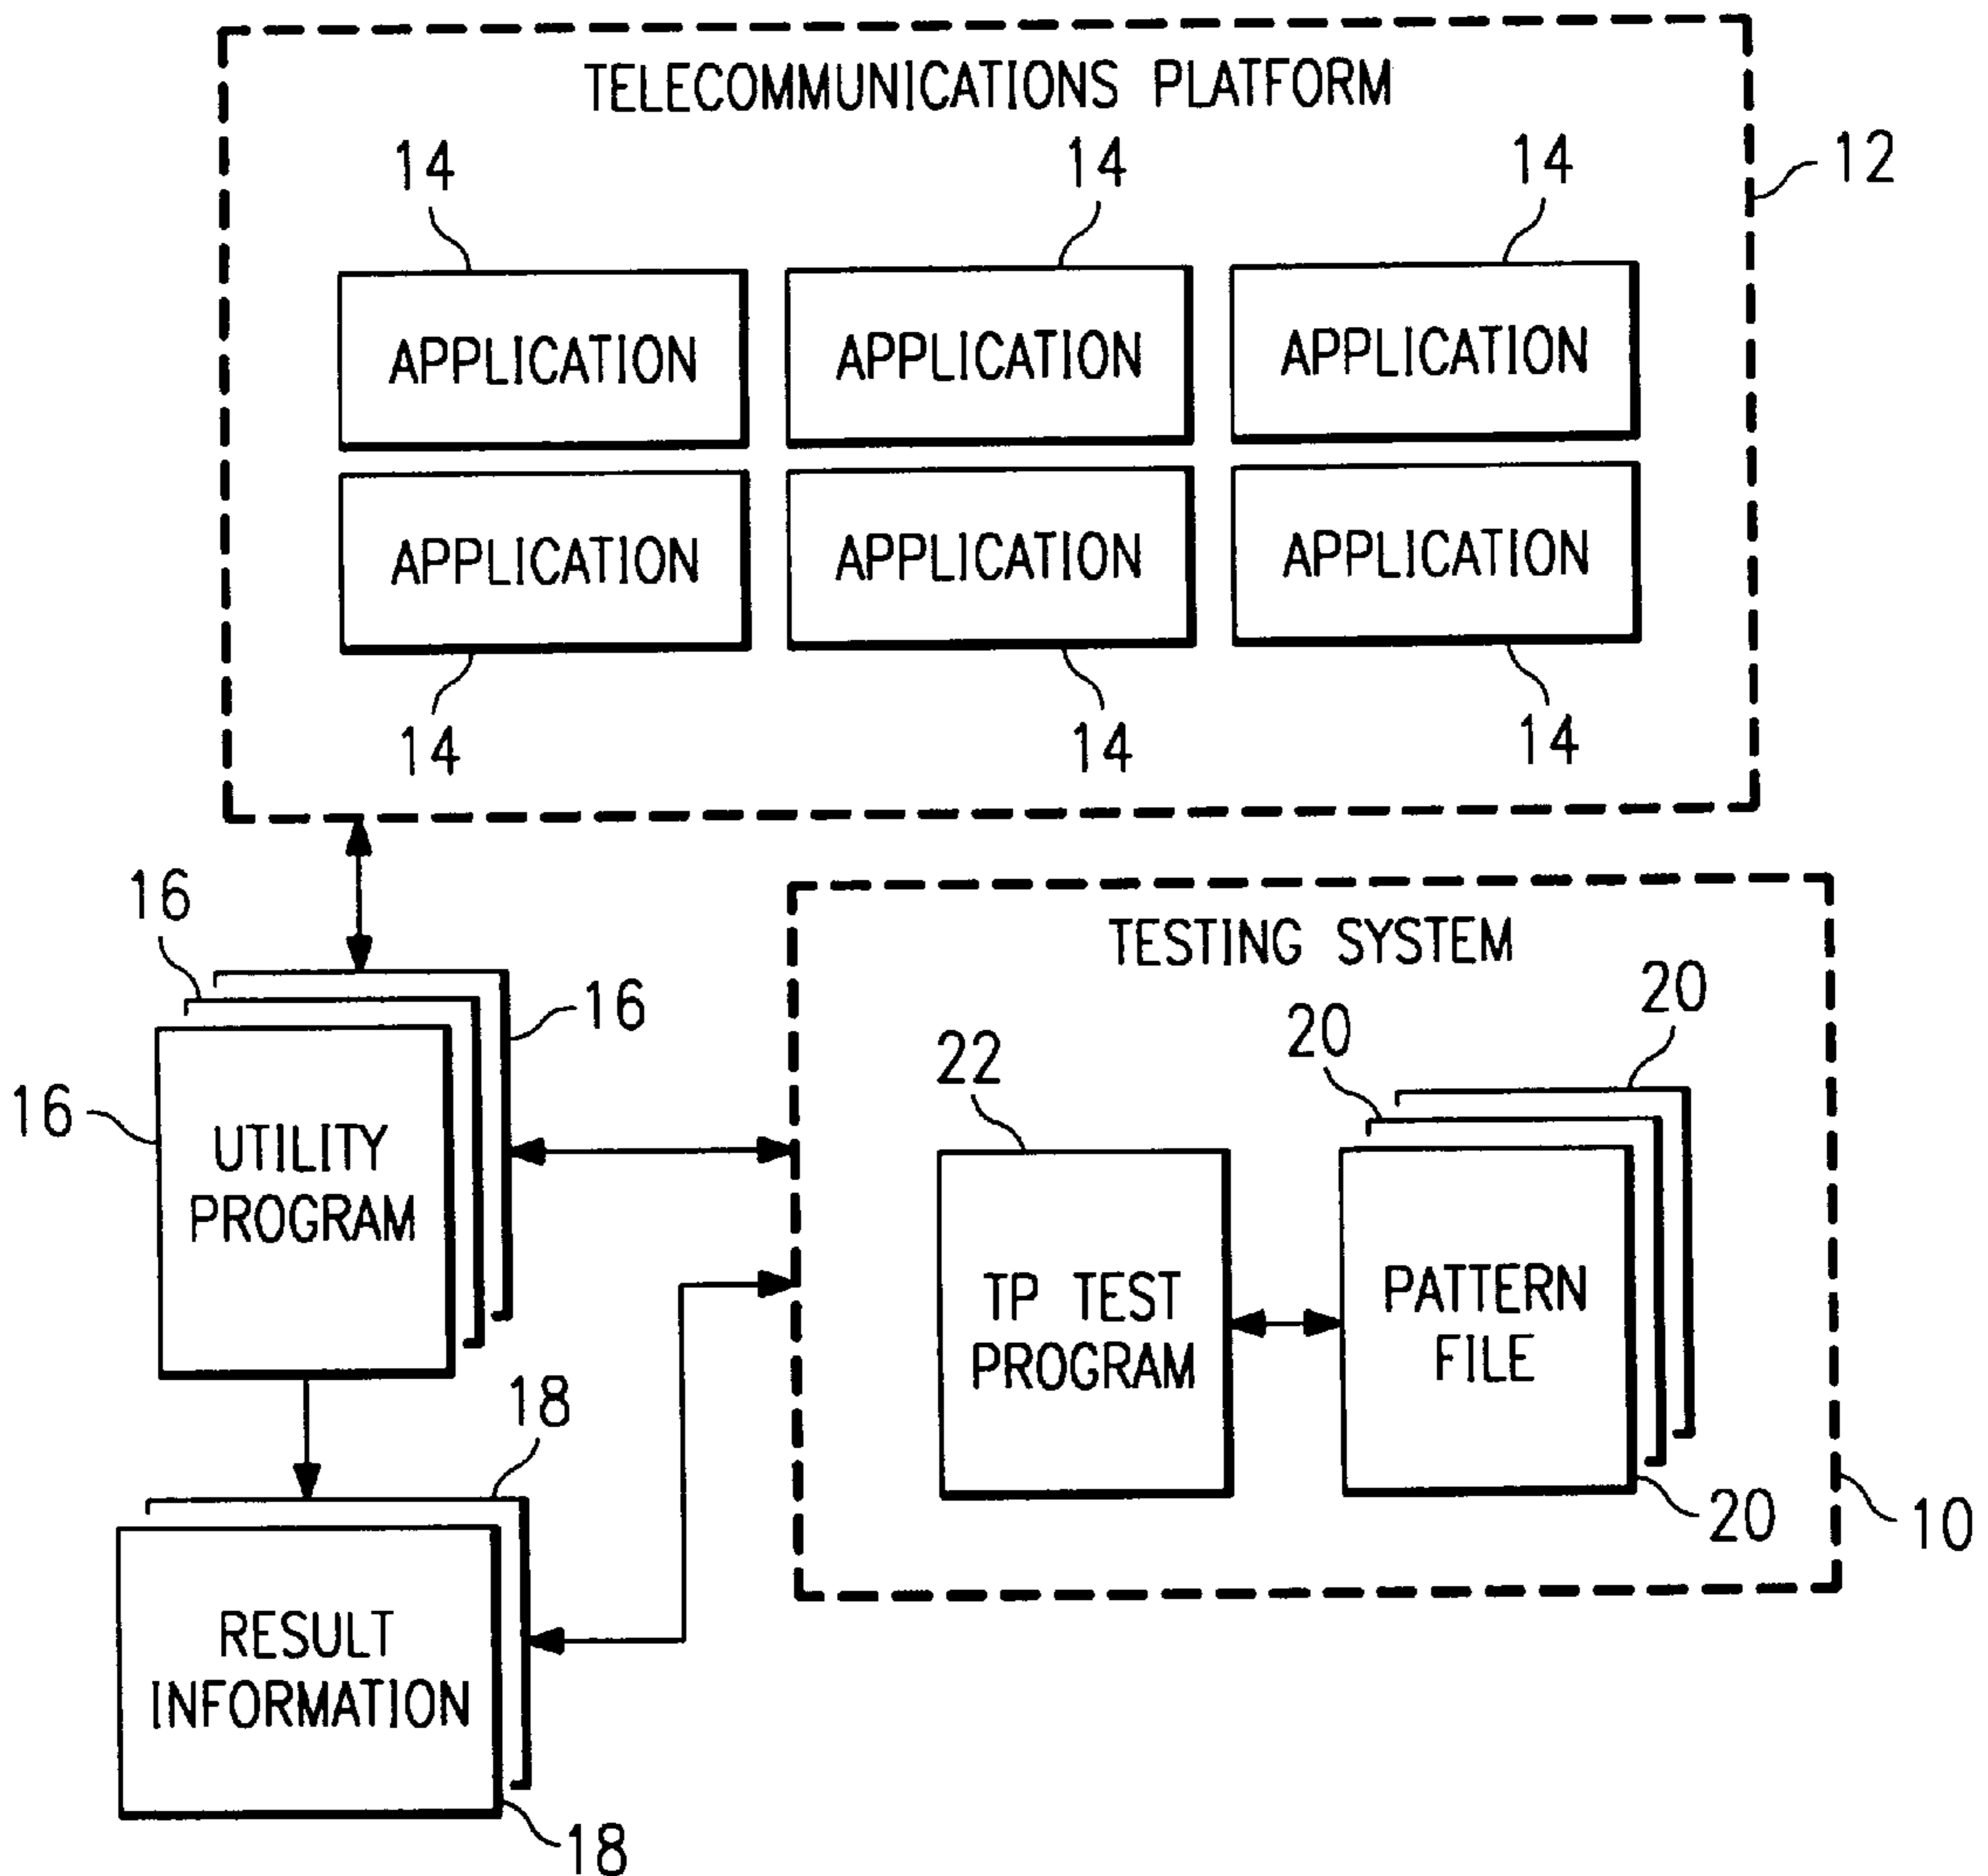 TELECOMMUNICATIONS PLATFORM
14 14 14
12
APPLICATION APPLICATION APPLICATION
APPLICATION APPLICATION APPLICATION
14 14 14
16
16
16
UTILITY
PROGRAM
TESTING SYSTEM
20
20
22
TP TEST
PROGRAM
PATTERN
FILE
20
10
18
RESULT
INFORMATION
18